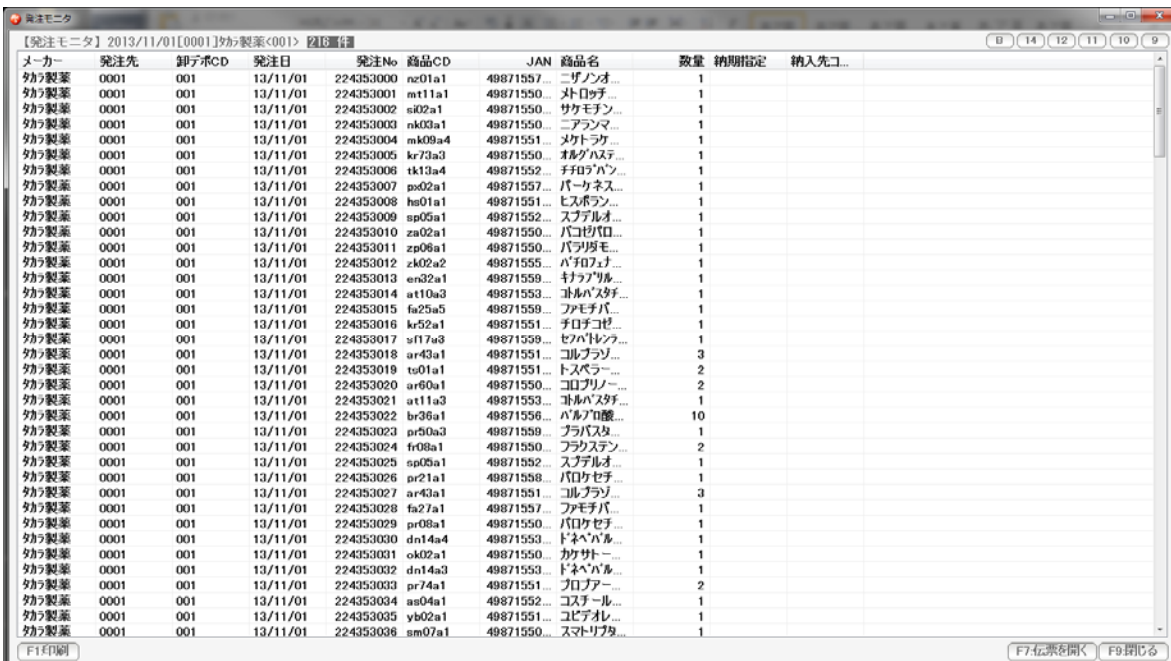 発注モニタ
【発注モニタ】2013/11/01[0001]ﾀｶﾗ製薬<001> 216 件 B 14 12 11 10 9
メーカー 発注先 卸デポCD 発注日 発注No 商品CD JAN 商品名 数量 納期指定 納入先コ...
ﾀｶﾗ製薬 0001 001 13/11/01 224353000 nz01a1 49871557... ニザノンオ... 1
ﾀｶﾗ製薬 0001 001 13/11/01 224353001 mt11a1 49871550... ﾒﾄロッチ... 1
ﾀｶﾗ製薬 0001 001 13/11/01 224353002 si02a1 49871550... サケモチン... 1
ﾀｶﾗ製薬 0001 001 13/11/01 224353003 nk03a1 49871550... ニアランマ... 1
ﾀｶﾗ製薬 0001 001 13/11/01 224353004 mk09a4 49871551... メケトラケ... 1
ﾀｶﾗ製薬 0001 001 13/11/01 224353005 kr73a3 49871550... ｵﾙｸﾞﾊｽﾃ... 1
ﾀｶﾗ製薬 0001 001 13/11/01 224353006 tk13a4 49871552... ﾁﾁﾛﾗﾞﾊﾞﾝ... 1
ﾀｶﾗ製薬 0001 001 13/11/01 224353007 px02a1 49871557... パーケネス... 1
ﾀｶﾗ製薬 0001 001 13/11/01 224353008 hs01a1 49871551... ヒスポラン... 1
ﾀｶﾗ製薬 0001 001 13/11/01 224353009 sp05a1 49871552... スプデルオ... 1
ﾀｶﾗ製薬 0001 001 13/11/01 224353010 za02a1 49871550... パコゼパロ... 1
ﾀｶﾗ製薬 0001 001 13/11/01 224353011 zp06a1 49871550... パラリダモ... 1
ﾀｶﾗ製薬 0001 001 13/11/01 224353012 zk02a2 49871555... ﾊﾞﾁﾛﾌｪﾅ... 1
ﾀｶﾗ製薬 0001 001 13/11/01 224353013 en32a1 49871559... ｷﾅﾗﾌﾟﾘﾙ... 1
ﾀｶﾗ製薬 0001 001 13/11/01 224353014 at10a3 49871553... ｺﾄﾙﾊﾞｽﾀﾁ... 1
ﾀｶﾗ製薬 0001 001 13/11/01 224353015 fa25a5 49871559... ファモチパ... 1
ﾀｶﾗ製薬 0001 001 13/11/01 224353016 kr52a1 49871551... チロチコゼ... 1
ﾀｶﾗ製薬 0001 001 13/11/01 224353017 sf17a3 49871559... ｾﾌﾍﾟﾄﾚﾝﾗ... 1
ﾀｶﾗ製薬 0001 001 13/11/01 224353018 ar43a1 49871551... コルプラゾ... 3
ﾀｶﾗ製薬 0001 001 13/11/01 224353019 ts01a1 49871551... トスペラー... 2
ﾀｶﾗ製薬 0001 001 13/11/01 224353020 ar60a1 49871550... コロプリノー... 2
ﾀｶﾗ製薬 0001 001 13/11/01 224353021 at11a3 49871553... ｺﾄﾙﾊﾞｽﾀﾁ... 1
ﾀｶﾗ製薬 0001 001 13/11/01 224353022 br36a1 49871556... ﾊﾞﾙﾌﾟﾛ酸... 10
ﾀｶﾗ製薬 0001 001 13/11/01 224353023 pr50a3 49871559... プラパスタ... 1
ﾀｶﾗ製薬 0001 001 13/11/01 224353024 fr08a1 49871550... フラクステン... 2
ﾀｶﾗ製薬 0001 001 13/11/01 224353025 sp05a1 49871552... スプデルオ... 1
ﾀｶﾗ製薬 0001 001 13/11/01 224353026 pr21a1 49871558... パロケセチ... 1
ﾀｶﾗ製薬 0001 001 13/11/01 224353027 ar43a1 49871551... コルプラゾ... 3
ﾀｶﾗ製薬 0001 001 13/11/01 224353028 fa27a1 49871557... ファモチパ... 1
ﾀｶﾗ製薬 0001 001 13/11/01 224353029 pr08a1 49871550... パロケセチ... 1
ﾀｶﾗ製薬 0001 001 13/11/01 224353030 dn14a4 49871553... ﾄﾞﾈﾍﾟﾊﾞﾙ... 1
ﾀｶﾗ製薬 0001 001 13/11/01 224353031 ok02a1 49871550... カケサトー... 1
ﾀｶﾗ製薬 0001 001 13/11/01 224353032 dn14a3 49871553... ﾄﾞﾈﾍﾟﾊﾞﾙ... 1
ﾀｶﾗ製薬 0001 001 13/11/01 224353033 pr74a1 49871551... プロプアー... 2
ﾀｶﾗ製薬 0001 001 13/11/01 224353034 as04a1 49871552... コスチール... 1
ﾀｶﾗ製薬 0001 001 13/11/01 224353035 yb02a1 49871551... ユピデオレ... 1
ﾀｶﾗ製薬 0001 001 13/11/01 224353036 sm07a1 49871550... スマトリプタ... 1
F1:印刷 F7:伝票を開く F9:閉じる